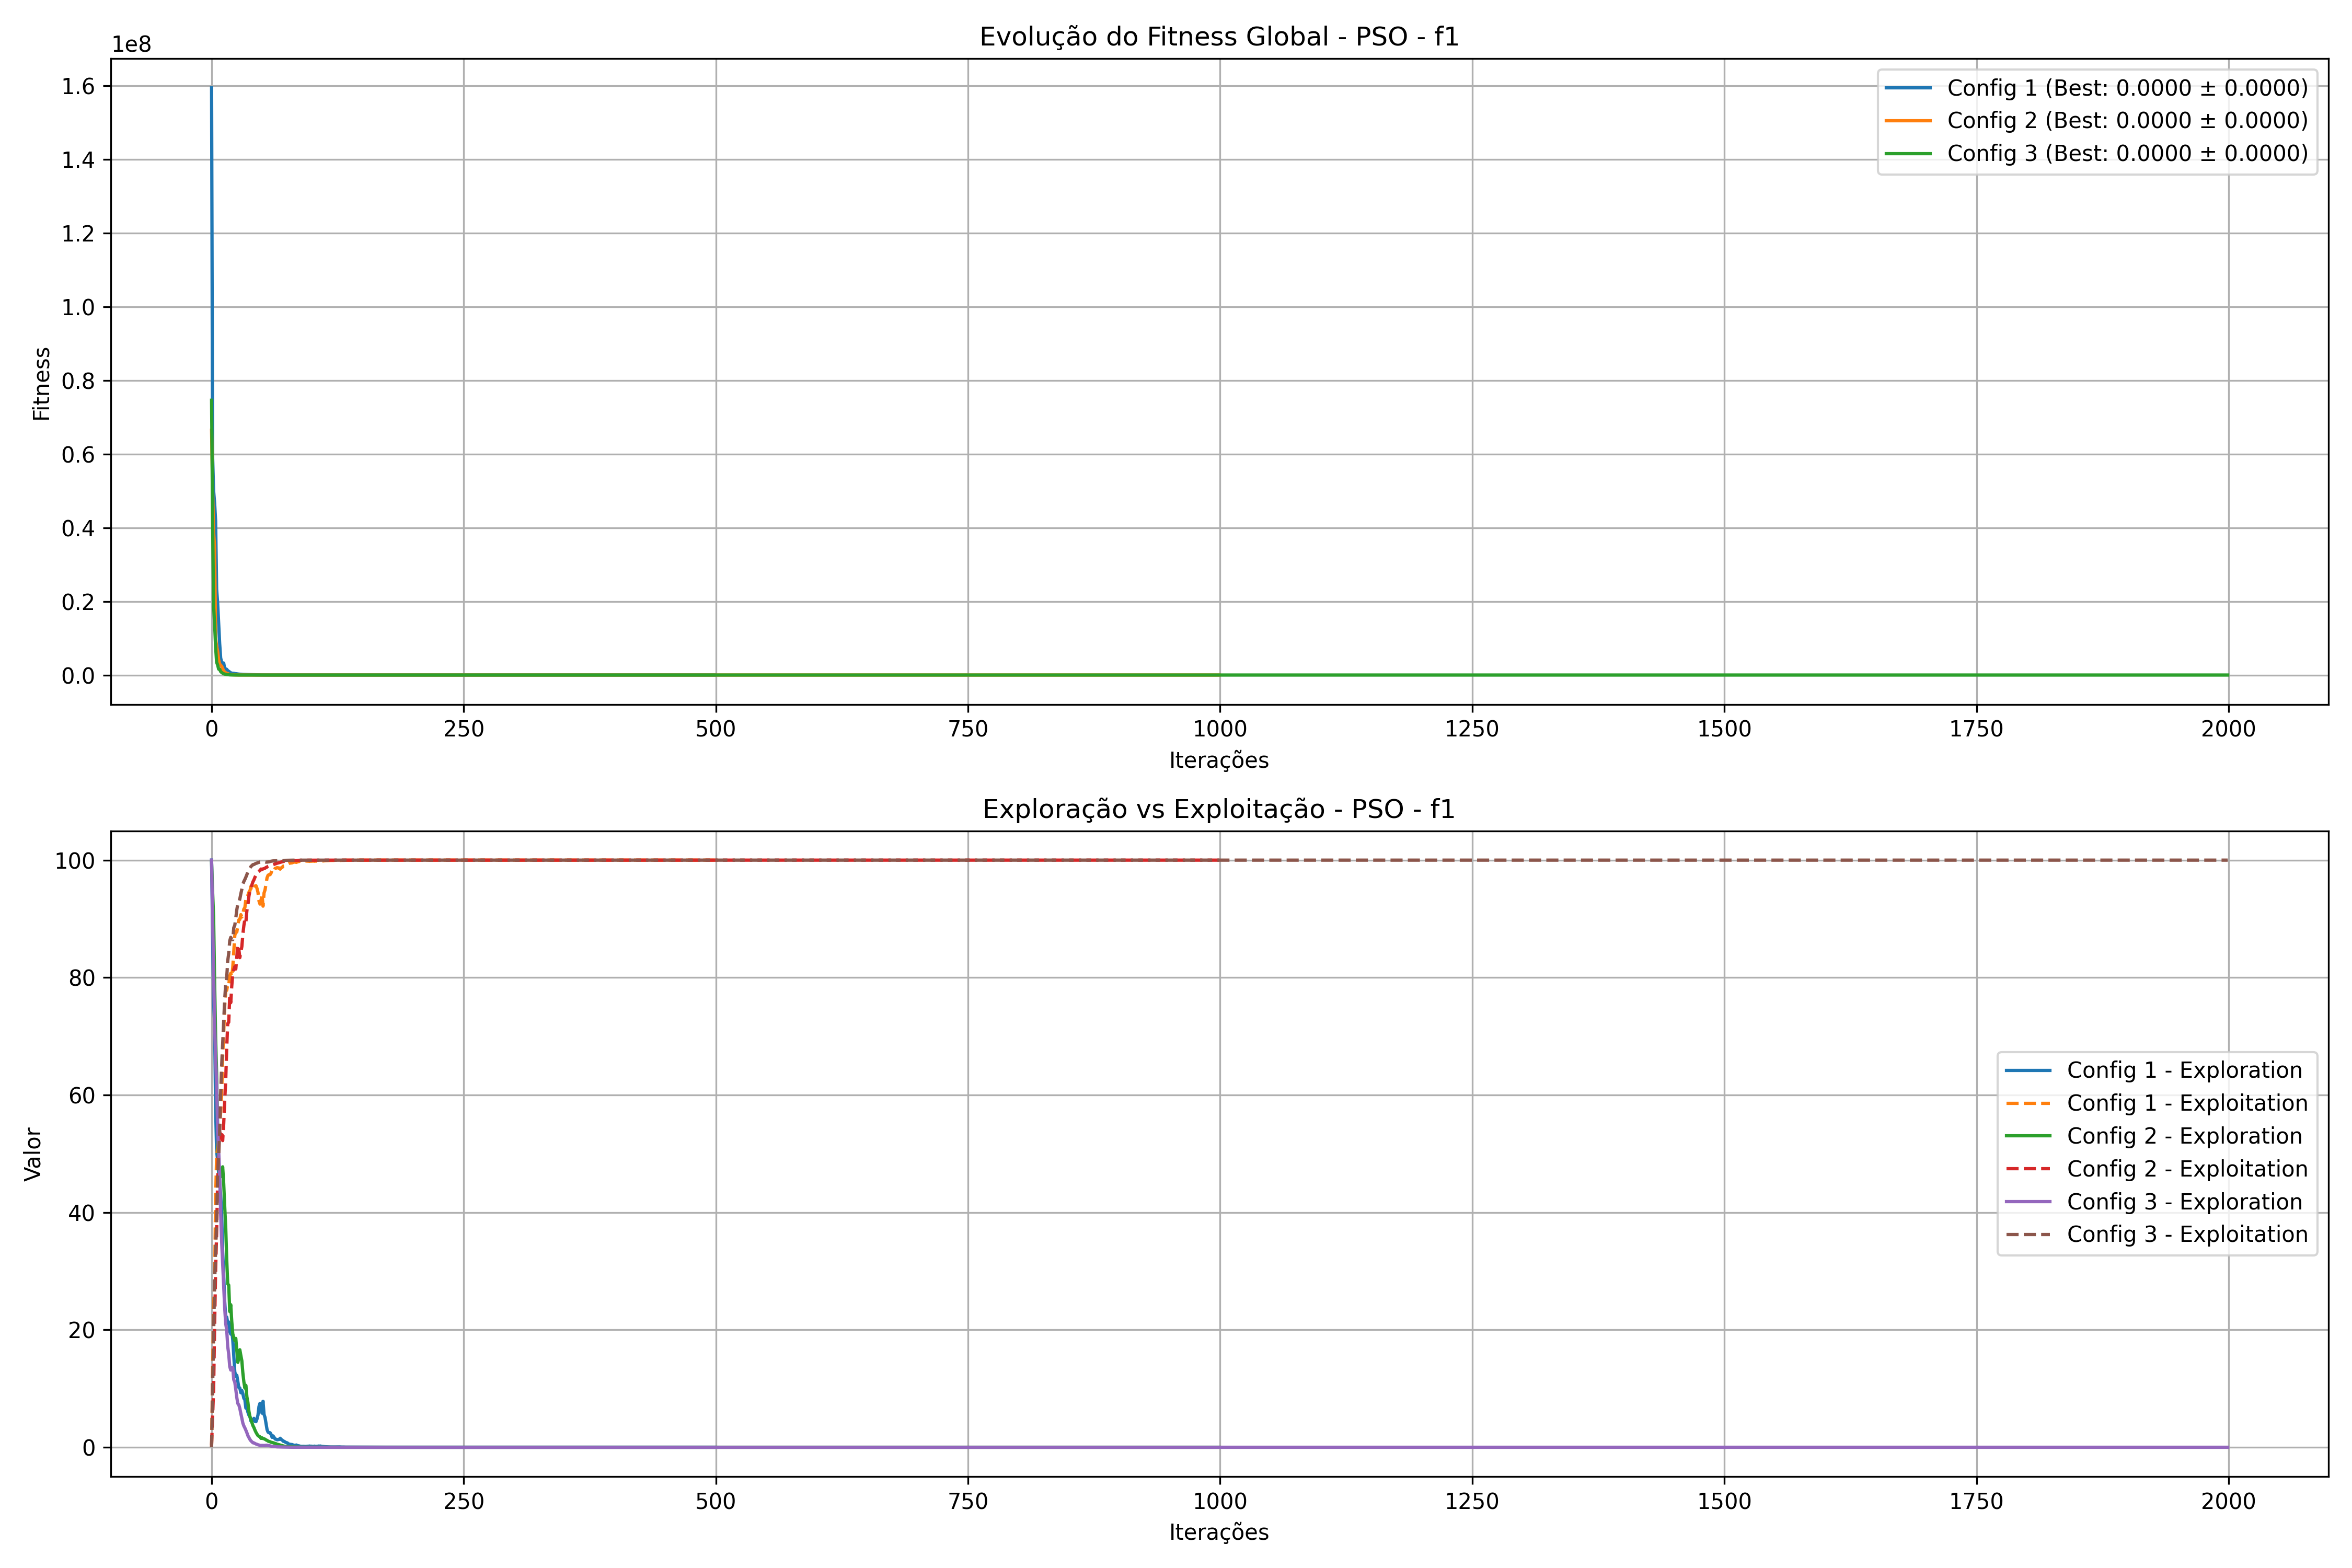 Evolução do Fitness Global - PSO - f1
1e8
1.6
1.4
1.2
1.0
0.8
0.6
0.4
0.2
0.0
Fitness
Config 1 (Best: 0.0000 ± 0.0000)
Config 2 (Best: 0.0000 ± 0.0000)
Config 3 (Best: 0.0000 ± 0.0000)
0 250 500 750 1000 1250 1500 1750 2000
Iterações
Exploração vs Exploitação - PSO - f1
100
80
60
40
20
0
Valor
Config 1 - Exploration
Config 1 - Exploitation
Config 2 - Exploration
Config 2 - Exploitation
Config 3 - Exploration
Config 3 - Exploitation
0 250 500 750 1000 1250 1500 1750 2000
Iterações